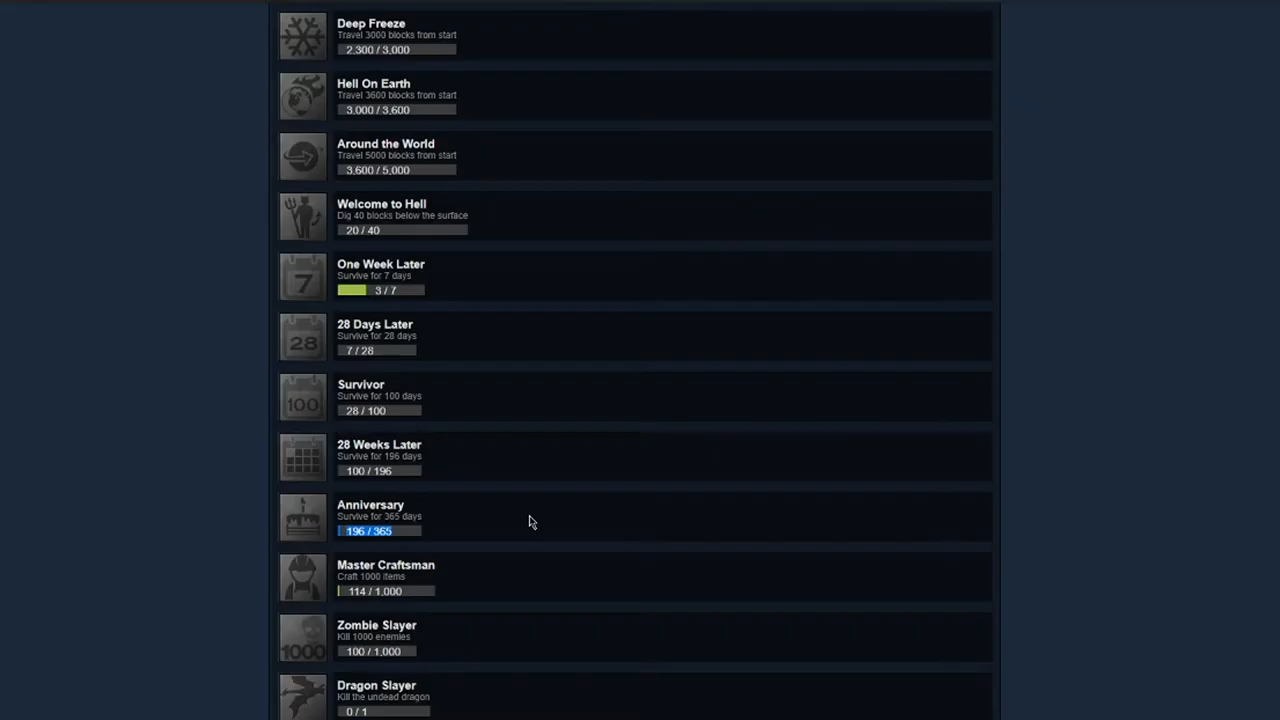 Deep Freeze
Travel 3000 blocks from start
2,300 / 3,000
Hell On Earth
Travel 3600 blocks from start
3,000 / 3,600
Around the World
Travel 5000 blocks from start
3,600 / 5,000
Welcome to Hell
Dig 40 blocks below the surface
20 / 40
7
One Week Later
Survive for 7 days
3 / 7
28
28 Days Later
Survive for 28 days
7 / 28
100
Survivor
Survive for 100 days
28 / 100
28 Weeks Later
Survive for 196 days
100 / 196
Anniversary
Survive for 365 days
196 / 365
Master Craftsman
Craft 1000 items
114 / 1,000
1000
Zombie Slayer
Kill 1000 enemies
100 / 1,000
Dragon Slayer
Kill the undead dragon
0 / 1